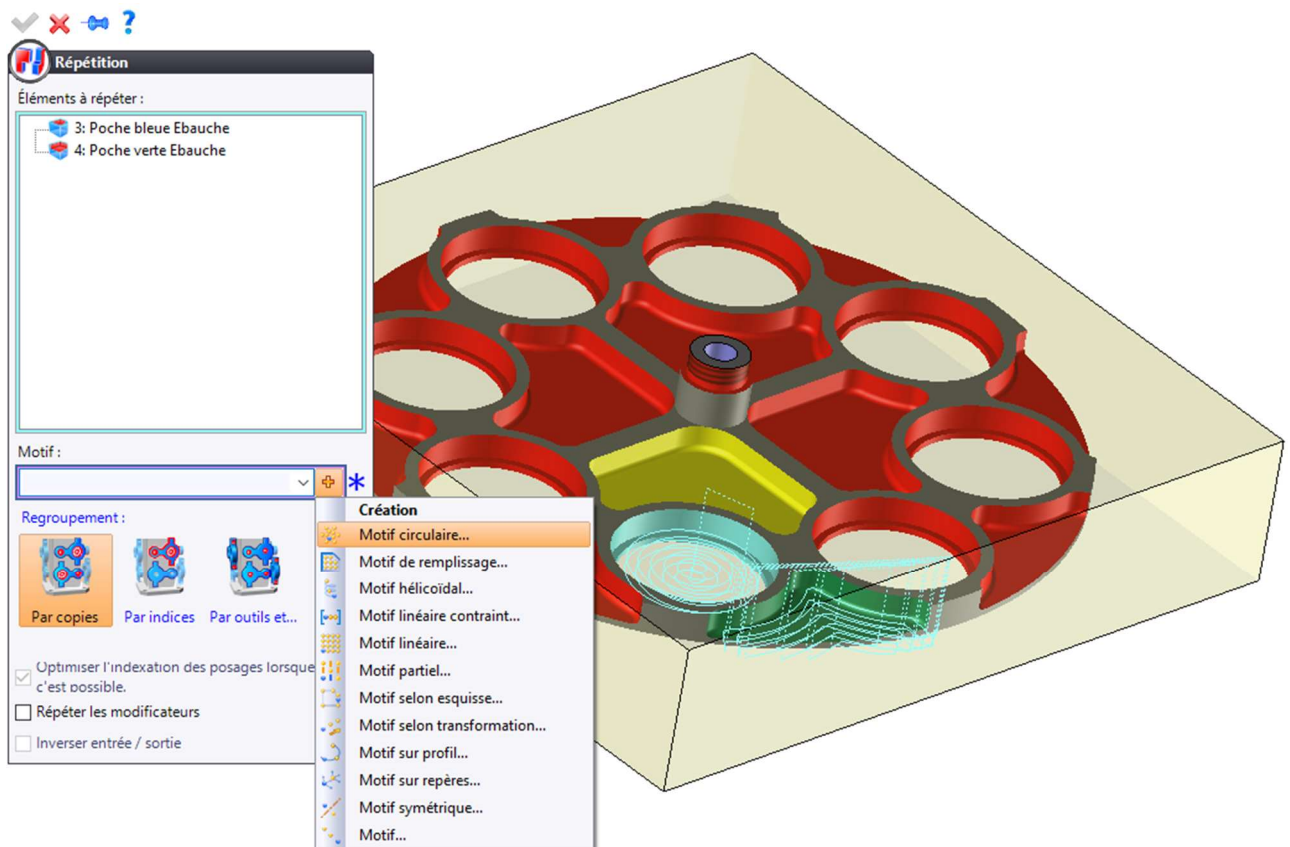 ?
Répétition
Éléments à répéter :
3: Poche bleue Ebauche
4: Poche verte Ebauche
Motif :
Regroupement :
Par copies
Par indices
Par outils et...
Optimiser l'indexation des posages lorsque
c'est possible.
Répéter les modificateurs
Inverser entrée / sortie
Création
Motif circulaire...
Motif de remplissage...
Motif hélicoïdal...
Motif linéaire contraint...
Motif linéaire...
Motif partiel...
Motif selon esquisse...
Motif selon transformation...
Motif sur profil...
Motif sur repères...
Motif symétrique...
Motif...